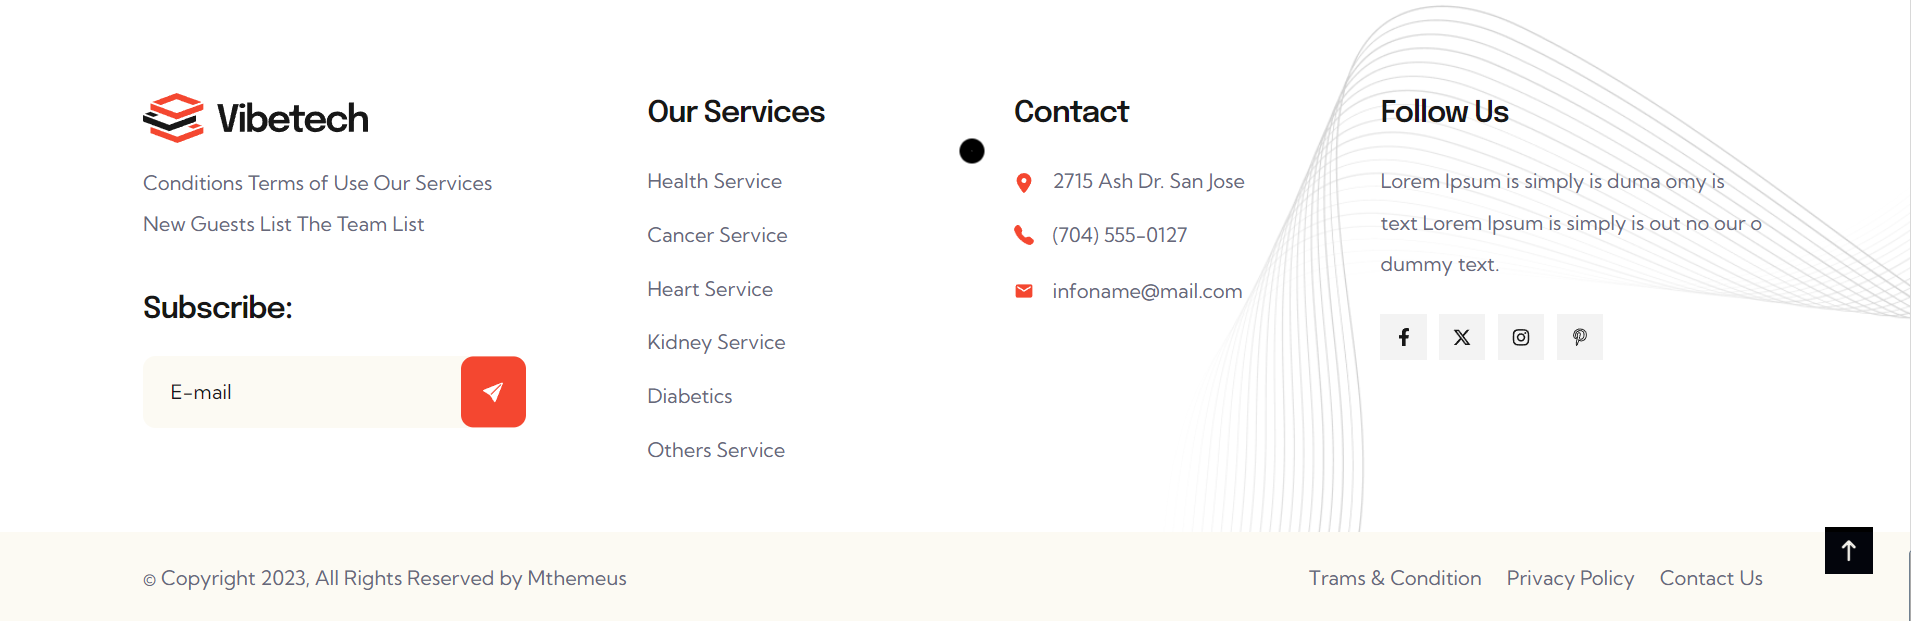 Vibetech
Conditions Terms of Use Our Services
New Guests List The Team List
Subscribe:
E-mail
Our Services
Health Service
Cancer Service
Heart Service
Kidney Service
Diabetics
Others Service
Contact
2715 Ash Dr. San Jose
(704) 555-0127
infoname@mail.com
Follow Us
Lorem Ipsum is simply is duma omy is
text Lorem Ipsum is simply is out no our o
dummy text.
© Copyright 2023, All Rights Reserved by Mthemeus
Trams & Condition Privacy Policy Contact Us